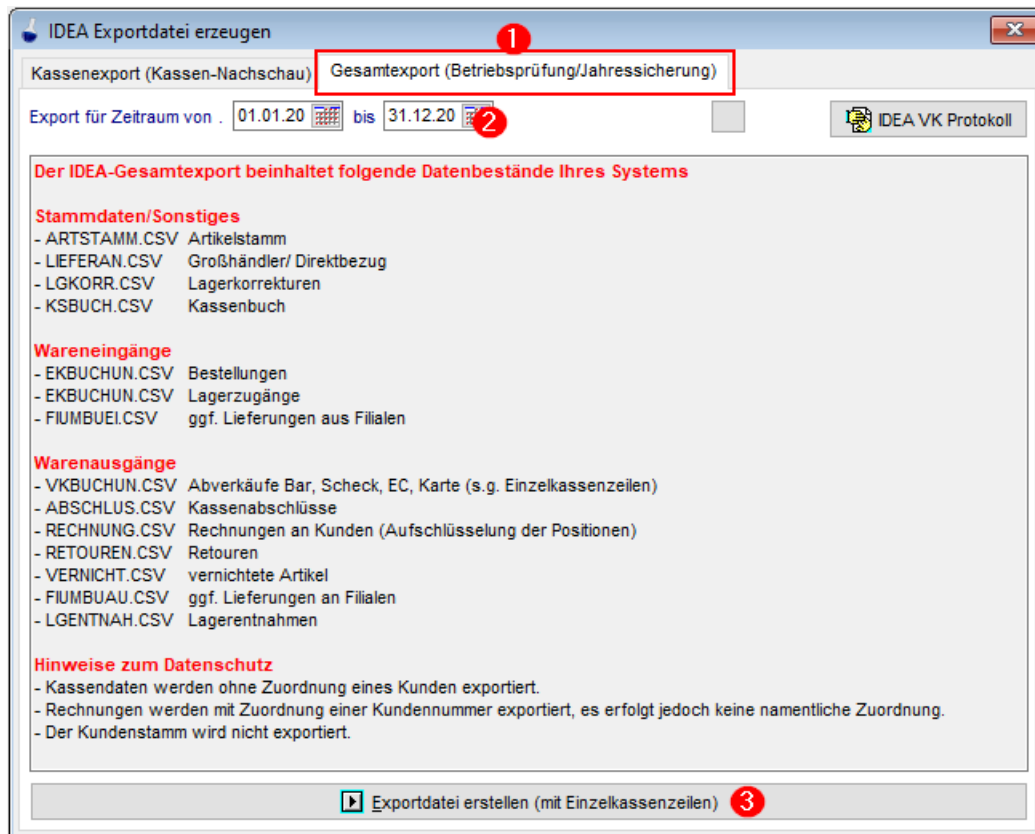 IDEA Exportdatei erzeugen
1
Kassenexport (Kassen-Nachschau) Gesamtexport (Betriebsprüfung/Jahressicherung)
Export für Zeitraum von . 01.01.20 bis 31.12.20 2 IDEA VK Protokoll
Der IDEA-Gesamtexport beinhaltet folgende Datenbestände Ihres Systems
Stammdaten/Sonstiges
- ARTSTAMM.CSV Artikelstamm
- LIEFERAN.CSV Großhändler/ Direktbezug
- LGKORR.CSV Lagerkorrekturen
- KSBUCH.CSV Kassenbuch
Wareneingänge
- EKBUCHUN.CSV Bestellungen
- EKBUCHUN.CSV Lagerzugänge
- FIUMBUEI.CSV ggf. Lieferungen aus Filialen
Warenausgänge
- VKBUCHUN.CSV Abverkäufe Bar, Scheck, EC, Karte (s.g. Einzelkassenzeilen)
- ABSCHLUS.CSV Kassenabschlüsse
- RECHNUNG.CSV Rechnungen an Kunden (Aufschlüsselung der Positionen)
- RETOUREN.CSV Retouren
- VERNICHT.CSV vernichtete Artikel
- FIUMBUAU.CSV ggf. Lieferungen an Filialen
- LGENTNAH.CSV Lagerentnahmen
Hinweise zum Datenschutz
- Kassendaten werden ohne Zuordnung eines Kunden exportiert.
- Rechnungen werden mit Zuordnung einer Kundennummer exportiert, es erfolgt jedoch keine namentliche Zuordnung.
- Der Kundenstamm wird nicht exportiert.
Exportdatei erstellen (mit Einzelkassenzeilen) 3